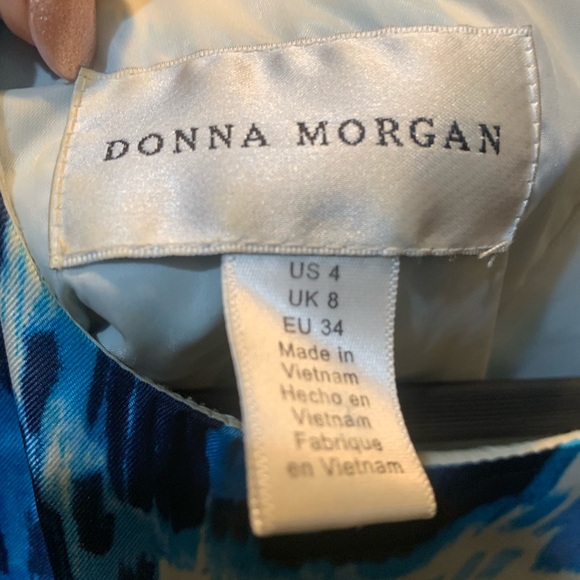 DONNA MORGAN
US 4
UK 8
EU 34
Made in
Vietnam
Hecho en
Vietnam
Fabrique
en Vietnam